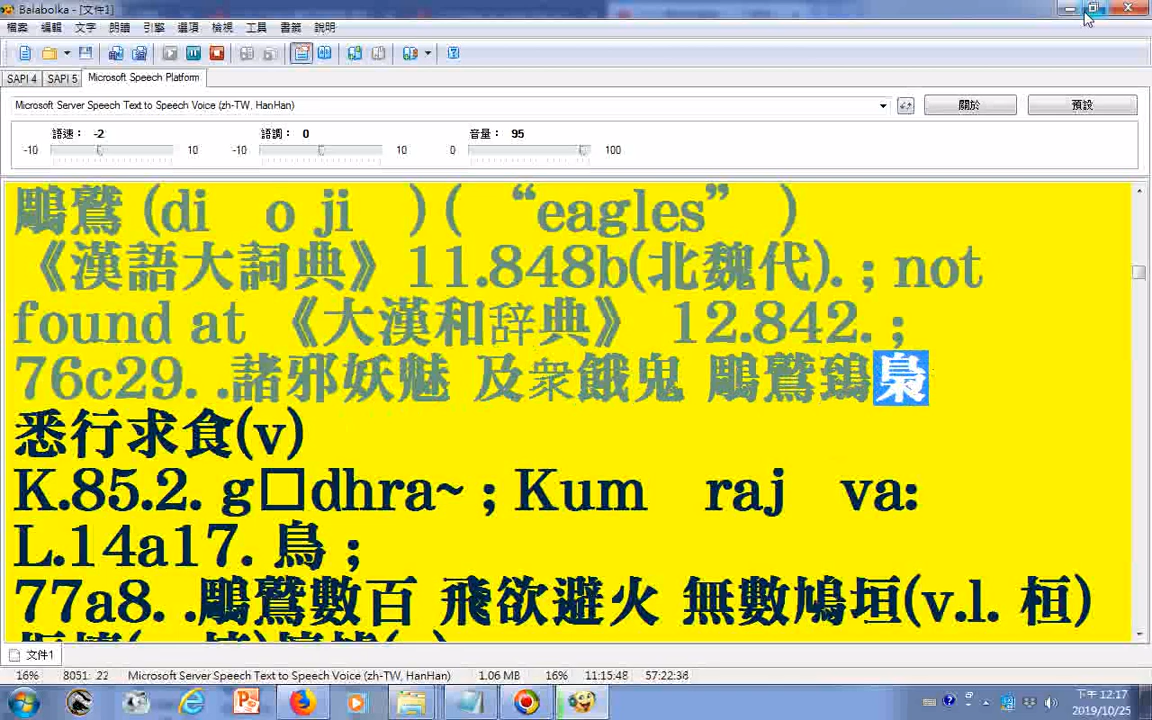 Balabolka - [文件1]
檔案 編輯 文字 朗讀 引擎 選項 檢視 工具 書籤 說明
SAPI 4 SAPI 5 Microsoft Speech Platform
Microsoft Server Speech Text to Speech Voice (zh-TW, HanHan)
關於 預設
語速： -2 語調： 0 音量： 95
-10 10 -10 10 0 100
鵰鷲 (di o ji ) ( “eagles” )
《漢語大詞典》 11.848b(北魏代). ; not
found at 《大漢和辞典》 12.842. ;
76c29. .諸邪妖魅 及衆餓鬼 鵰鷲鵄梟
悉行求食(v)
K.85.2. g□dhra~ ; Kum raj va:
L.14a17. 鳥 ;
77a8. .鵰鷲數百 飛欲避火 無數鳩垣(v.l. 桓)
文件1
16% 8051: 22 Microsoft Server Speech Text to Speech Voice (zh-TW, HanHan) 1.06 MB 16% 11:15:48 57:22:38
下午 12:17
2019/10/25